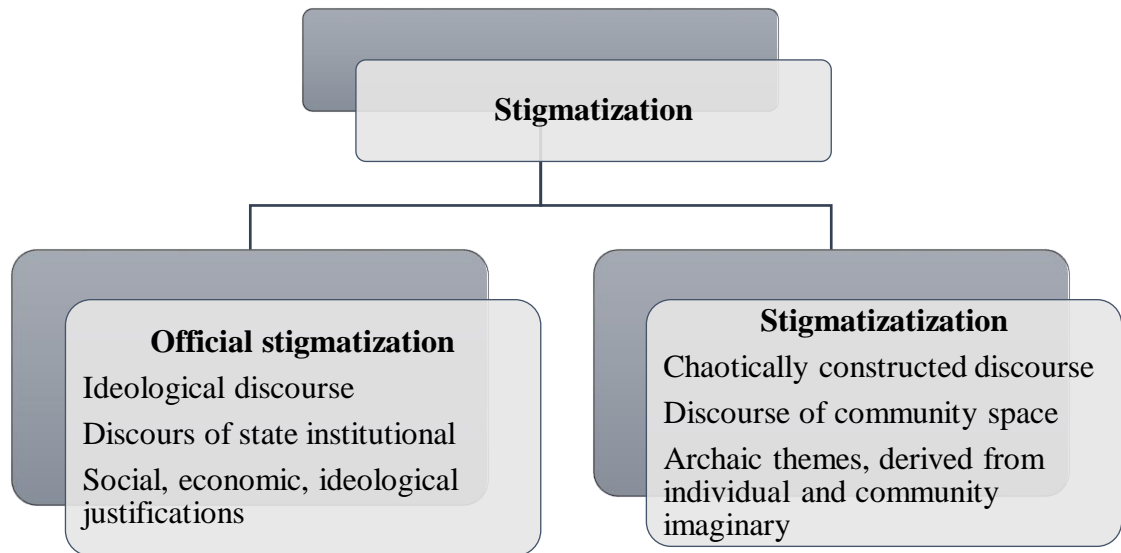 Stigmatization
Official stigmatization
Ideological discourse
Discours of state institutional
Social, economic, ideological
justifications
Stigmatizatization
Chaotically constructed discourse
Discourse of community space
Archaic themes, derived from
individual and community
imaginary